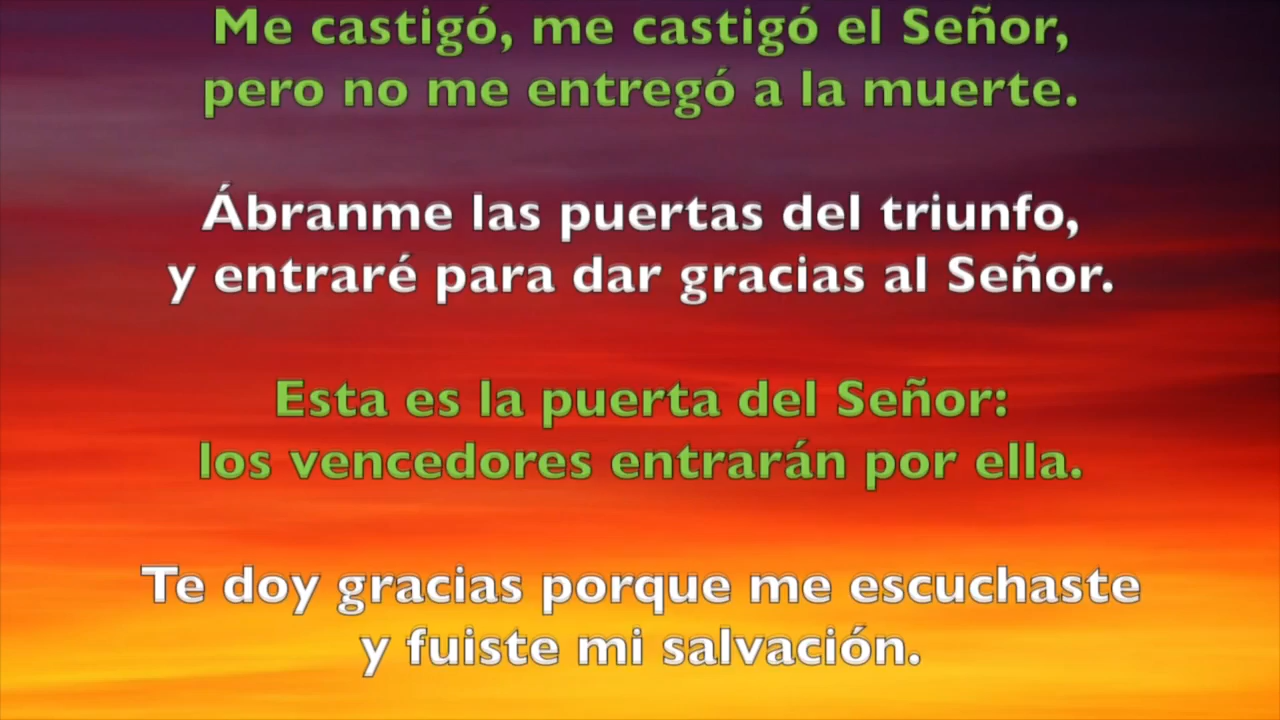 Me castigó, me castigó el Señor,
pero no me entregó a la muerte.
Ábranme las puertas del triunfo,
y entraré para dar gracias al Señor.
Esta es la puerta del Señor:
los vencedores entrarán por ella.
Te doy gracias porque me escuchaste
y fuiste mi salvación.